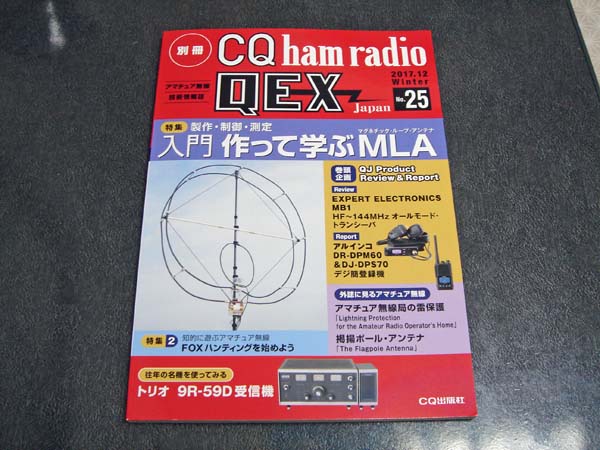 別冊
CQ ham radio
アマチュア無線
技術情報誌
QEX Japan
2017.12
Winter
No.25
特集 製作・制御・測定
マグネチック・ループ・アンテナ
入門 作って学ぶMLA
巻頭
企画
QJ Product
Review & Report
Review
EXPERT ELECTRONICS
MB1
HF～144MHz オールモード・
トランシーバ
Report
アルインコ
DR-DPM60
＆DJ-DPS70
デジ簡登録機
外誌に見るアマチュア無線
アマチュア無線局の雷保護
「Lightning Protection
for the Amateur Radio Operator's Home」
掲揚ポール・アンテナ
「The Flagpole Antenna」
特集2 知的に遊ぶアマチュア無線
FOXハンティングを始めよう
往年の名機を使ってみる
トリオ 9R-59D受信機
CQ出版社